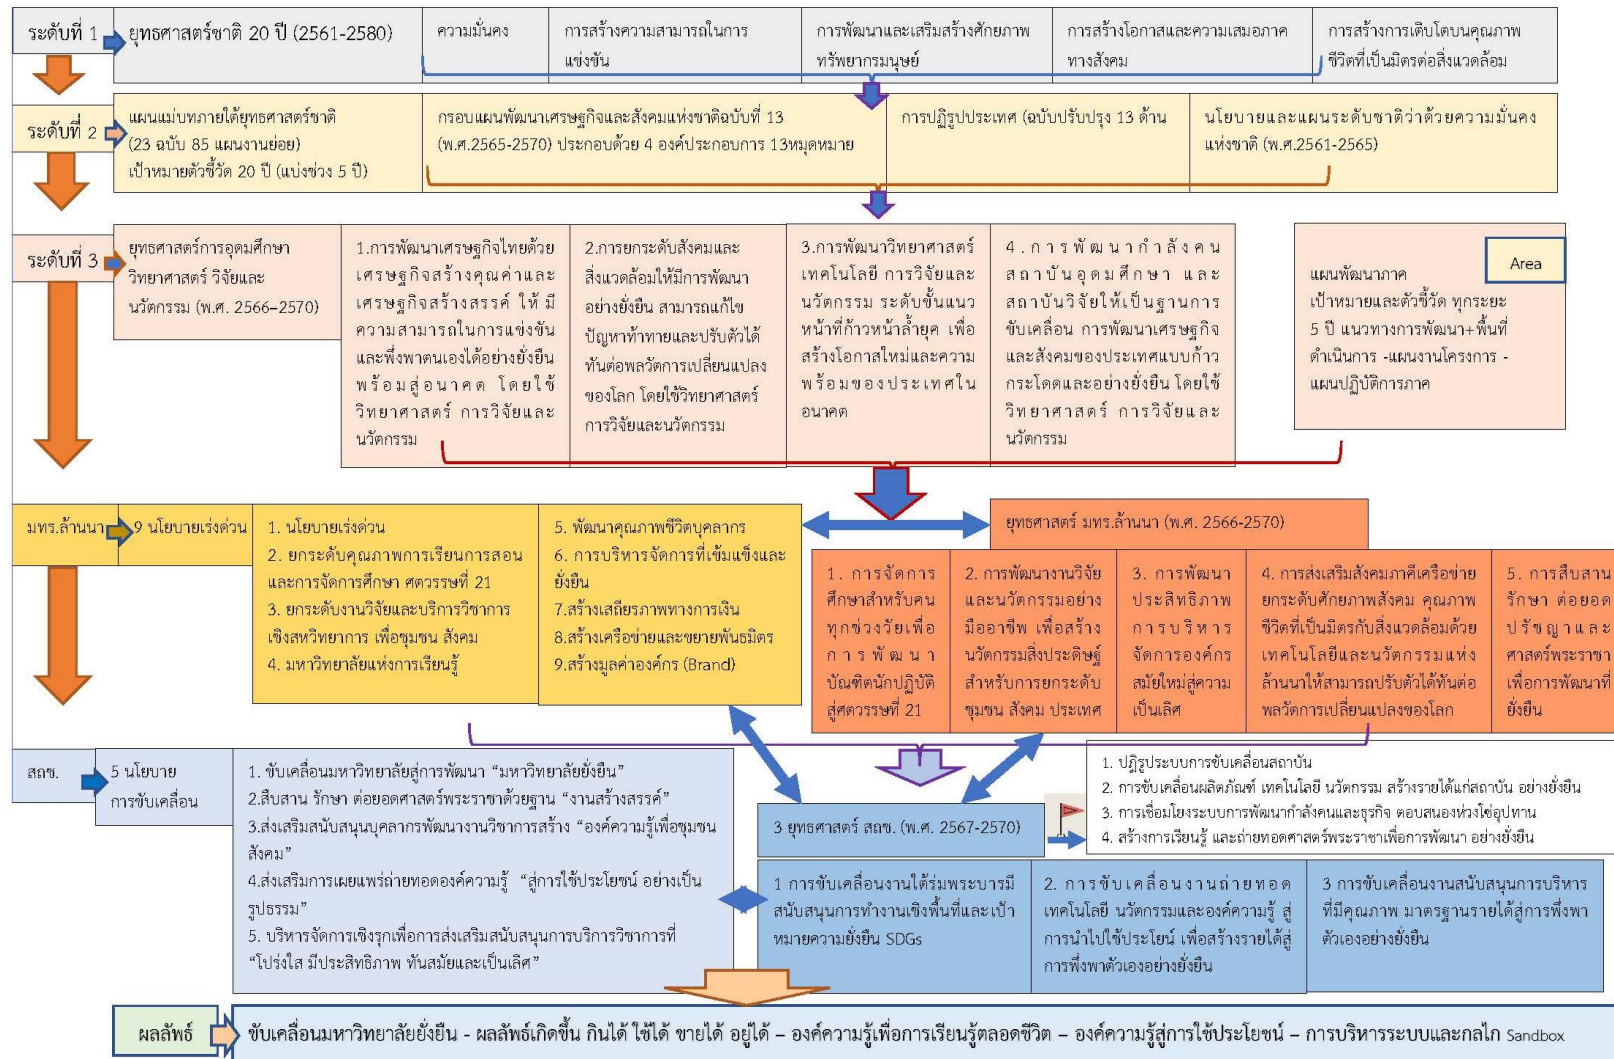 ระดับที่ 1
ยุทธศาสตร์ชาติ 20 ปี (2561-2580)
ความมั่นคง
การสร้างความสามารถในการ
แข่งขัน
การพัฒนาและเสริมสร้างศักยภาพ
ทรัพยากรมนุษย์
การสร้างโอกาสและความเสมอภาค
ทางสังคม
การสร้างการเติบโตบนคุณภาพ
ชีวิตที่เป็นมิตรต่อสิ่งแวดล้อม
ระดับที่ 2
แผนแม่บทภายใต้ยุทธศาสตร์ชาติ
(23 ฉบับ 85 แผนงานย่อย)
เป้าหมายตัวชี้วัด 20 ปี (แบ่งช่วง 5 ปี)
กรอบแผนพัฒนาเศรษฐกิจและสังคมแห่งชาติฉบับที่ 13
(พ.ศ.2565-2570) ประกอบด้วย 4 องค์ประกอบการ 13หมุดหมาย
การปฏิรูปประเทศ (ฉบับปรับปรุง 13 ด้าน
นโยบายและแผนระดับชาติว่าด้วยความมั่นคง
แห่งชาติ (พ.ศ.2561-2565)
ระดับที่ 3
ยุทธศาสตร์การอุดมศึกษา
วิทยาศาสตร์ วิจัยและ
นวัตกรรม (พ.ศ. 2566–2570)
1.การพัฒนาเศรษฐกิจไทยด้วย
เศรษฐกิจสร้างคุณค่าและ
เศรษฐกิจสร้างสรรค์ ให้ มี
ความสามารถในการแข่งขัน
และพึ่งพาตนเองได้อย่างยั่งยืน
พร้อมสู่อนาคต โดยใช้
วิทยาศาสตร์ การวิจัยและ
นวัตกรรม
2.การยกระดับสังคมและ
สิ่งแวดล้อมให้มีการพัฒนา
อย่างยั่งยืน สามารถแก้ไข
ปัญหาท้าทายและปรับตัวได้
ทันต่อพลวัตการเปลี่ยนแปลง
ของโลก โดยใช้วิทยาศาสตร์
การวิจัยและนวัตกรรม
3.การพัฒนาวิทยาศาสตร์
เทคโนโลยี การวิจัยและ
นวัตกรรม ระดับขั้นแนว
หน้าที่ก้าวหน้าล้ำยุค เพื่อ
สร้างโอกาสใหม่และความ
พร้อมของประเทศใน
อนาคต
4. การพัฒนากำลังคน
สถาบันอุดมศึกษา และ
สถาบันวิจัยให้เป็นฐานการ
ขับเคลื่อน การพัฒนาเศรษฐกิจ
และสังคมของประเทศแบบก้าว
กระโดดและอย่างยั่งยืน โดยใช้
วิทยาศาสตร์ การวิจัยและ
นวัตกรรม
Area
แผนพัฒนาภาค
เป้าหมายและตัวชี้วัด ทุกระยะ
5 ปี แนวทางการพัฒนา+พื้นที่
ดำเนินการ -แผนงานโครงการ -
แผนปฏิบัติการภาค
มทร.ล้านนา
9 นโยบายเร่งด่วน
1. นโยบายเร่งด่วน
2. ยกระดับคุณภาพการเรียนการสอน
และการจัดการศึกษา ศตวรรษที่ 21
3. ยกระดับงานวิจัยและบริการวิชาการ
เชิงสหวิทยาการ เพื่อชุมชน สังคม
4. มหาวิทยาลัยแห่งการเรียนรู้
5. พัฒนาคุณภาพชีวิตบุคลากร
6. การบริหารจัดการที่เข้มแข็งและ
ยั่งยืน
7.สร้างเสถียรภาพทางการเงิน
8.สร้างเครือข่ายและขยายพันธมิตร
9.สร้างมูลค่าองค์กร (Brand)
ยุทธศาสตร์ มทร.ล้านนา (พ.ศ. 2566-2570)
1. การจัดการ
ศึกษาสำหรับคน
ทุกช่วงวัยเพื่อ
การพัฒนา
บัณฑิตนักปฏิบัติ
สู่ศตวรรษที่ 21
2. การพัฒนางานวิจัย
และนวัตกรรมอย่าง
มืออาชีพ เพื่อสร้าง
นวัตกรรมสิ่งประดิษฐ์
สำหรับการยกระดับ
ชุมชน สังคม ประเทศ
3. การพัฒนา
ประสิทธิภาพ
การบริหาร
จัดการองค์กร
สมัยใหม่สู่ความ
เป็นเลิศ
4. การส่งเสริมสังคมภาคีเครือข่าย
ยกระดับศักยภาพสังคม คุณภาพ
ชีวิตที่เป็นมิตรกับสิ่งแวดล้อมด้วย
เทคโนโลยีและนวัตกรรมแห่ง
ล้านนาให้สามารถปรับตัวได้ทันต่อ
พลวัตการเปลี่ยนแปลงของโลก
5. การสืบสาน
รักษา ต่อยอด
ปรัชญาและ
ศาสตร์พระราชา
เพื่อการพัฒนาที่
ยั่งยืน
สถช.
5 นโยบาย
การขับเคลื่อน
1. ขับเคลื่อนมหาวิทยาลัยสู่การพัฒนา “มหาวิทยาลัยยั่งยืน”
2.สืบสาน รักษา ต่อยอดศาสตร์พระราชาด้วยฐาน “งานสร้างสรรค์”
3.ส่งเสริมสนับสนุนบุคลากรพัฒนางานวิชาการสร้าง “องค์ความรู้เพื่อชุมชน
สังคม”
4.ส่งเสริมการเผยแพร่ถ่ายทอดองค์ความรู้ “สู่การใช้ประโยชน์ อย่างเป็น
รูปธรรม”
5. บริหารจัดการเชิงรุกเพื่อการส่งเสริมสนับสนุนการบริการวิชาการที่
“โปร่งใส มีประสิทธิภาพ ทันสมัยและเป็นเลิศ”
3 ยุทธศาสตร์ สถช. (พ.ศ. 2567-2570)
1. ปฏิรูประบบการขับเคลื่อนสถาบัน
2. การขับเคลื่อนผลิตภัณฑ์ เทคโนโลยี นวัตกรรม สร้างรายได้แก่สถาบัน อย่างยั่งยืน
3. การเชื่อมโยงระบบการพัฒนากำลังคนและธุรกิจ ตอบสนองห่วงโซ่อุปทาน
4. สร้างการเรียนรู้ และถ่ายทอดศาสตร์พระราชาเพื่อการพัฒนา อย่างยั่งยืน
1 การขับเคลื่อนงานใต้ร่มพระบารมี
สนับสนุนการทำงานเชิงพื้นที่และเป้า
หมายความยั่งยืน SDGs
2. การขับเคลื่อนงานถ่ายทอด
เทคโนโลยี นวัตกรรมและองค์ความรู้ สู่
การนำไปใช้ประโยน์ เพื่อสร้างรายได้สู่
การพึ่งพาตัวเองอย่างยั่งยืน
3 การขับเคลื่อนงานสนับสนุนการบริหาร
ที่มีคุณภาพ มาตรฐานรายได้สู่การพึ่งพา
ตัวเองอย่างยั่งยืน
ผลลัพธ์
ขับเคลื่อนมหาวิทยาลัยยั่งยืน - ผลลัพธ์เกิดขึ้น กินได้ ใช้ได้ ขายได้ อยู่ได้ – องค์ความรู้เพื่อการเรียนรู้ตลอดชีวิต – องค์ความรู้สู่การใช้ประโยชน์ – การบริหารระบบและกลไก Sandbox